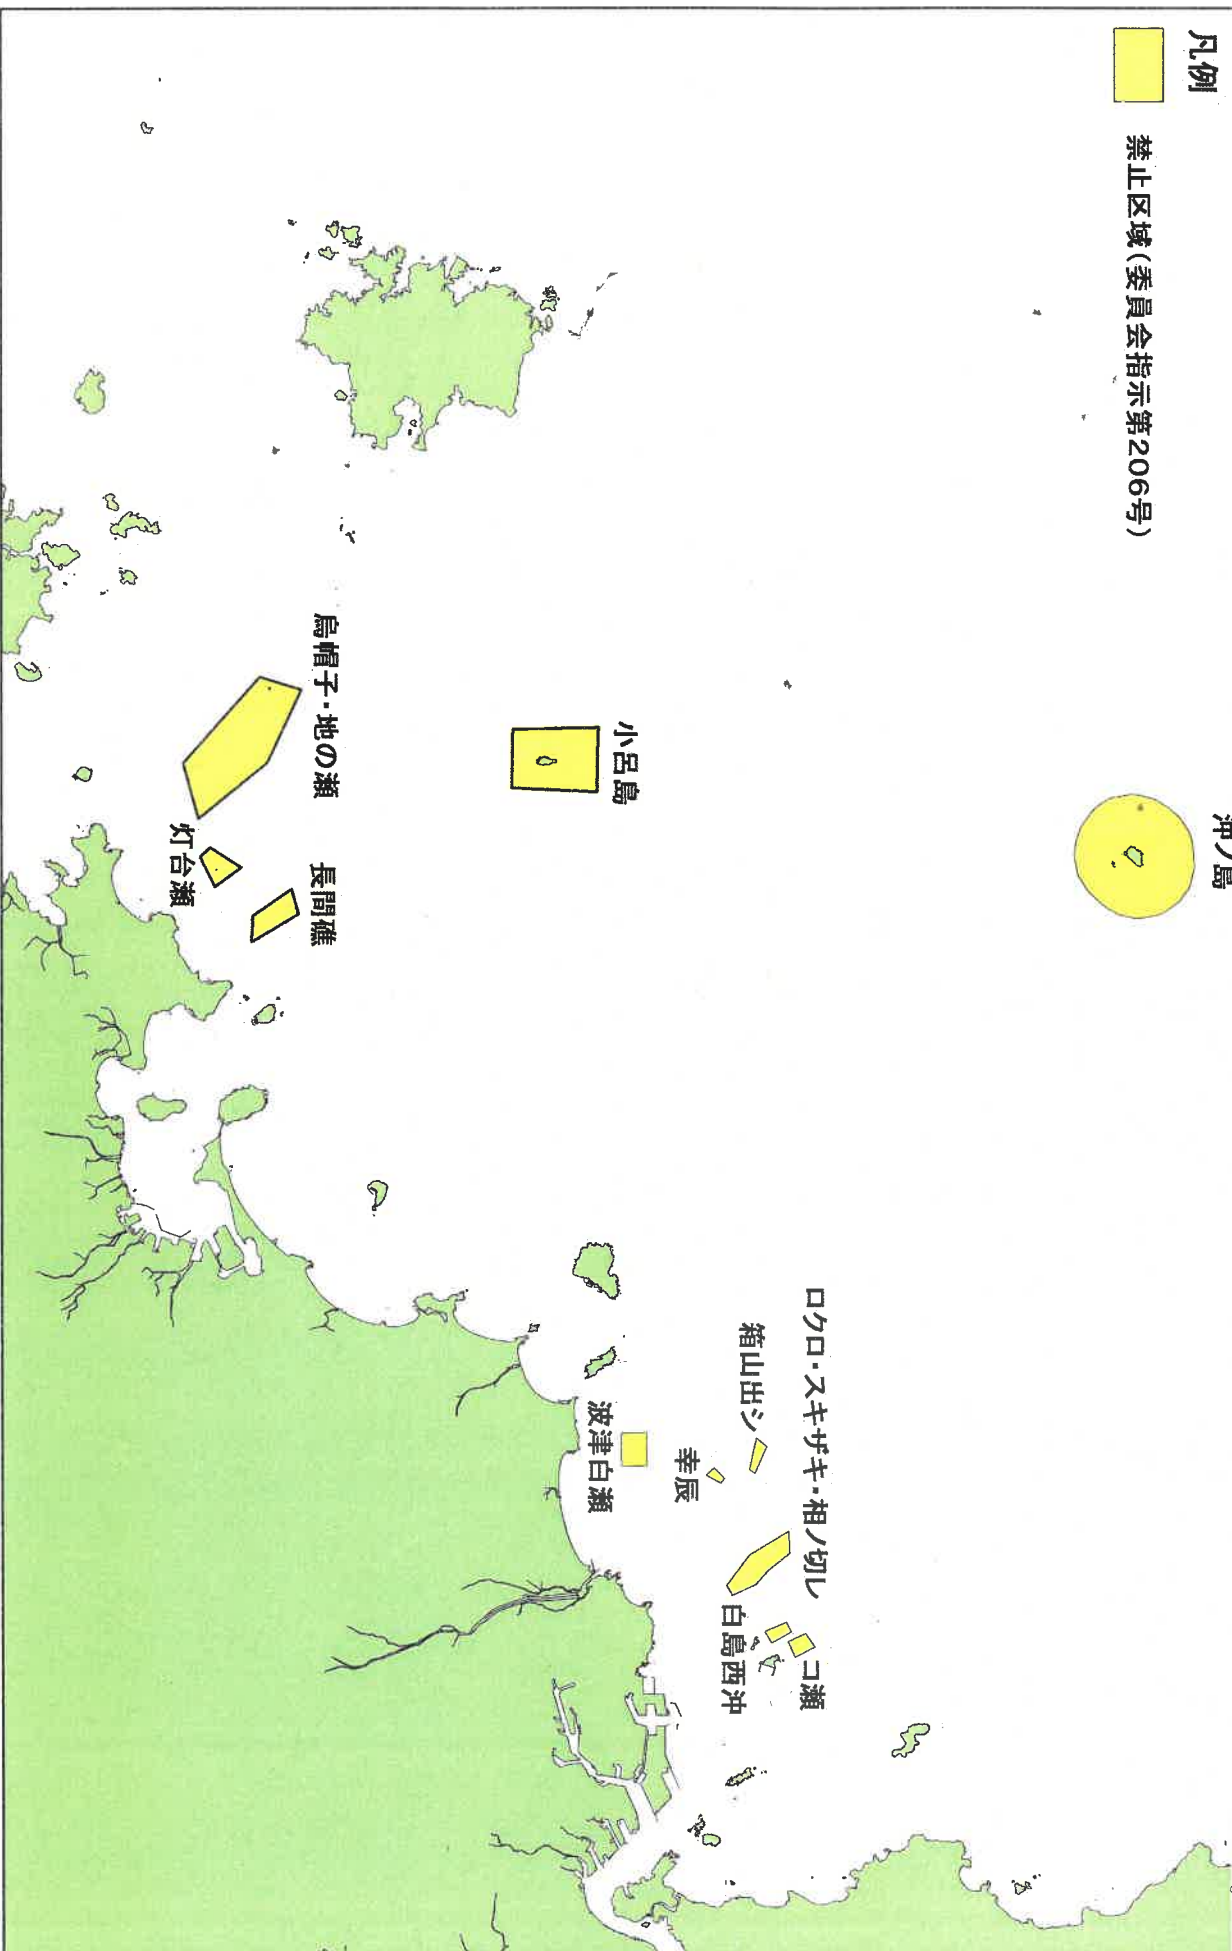 凡例
禁止区域(委員会指示第206号)
沖ノ島
小呂島
烏帽子・地の瀬
灯台瀬
長間礁
ロクロ・スキザキ・相ノ切レ
箱山出シ
幸辰
波津白瀬
コ瀬
白島西沖